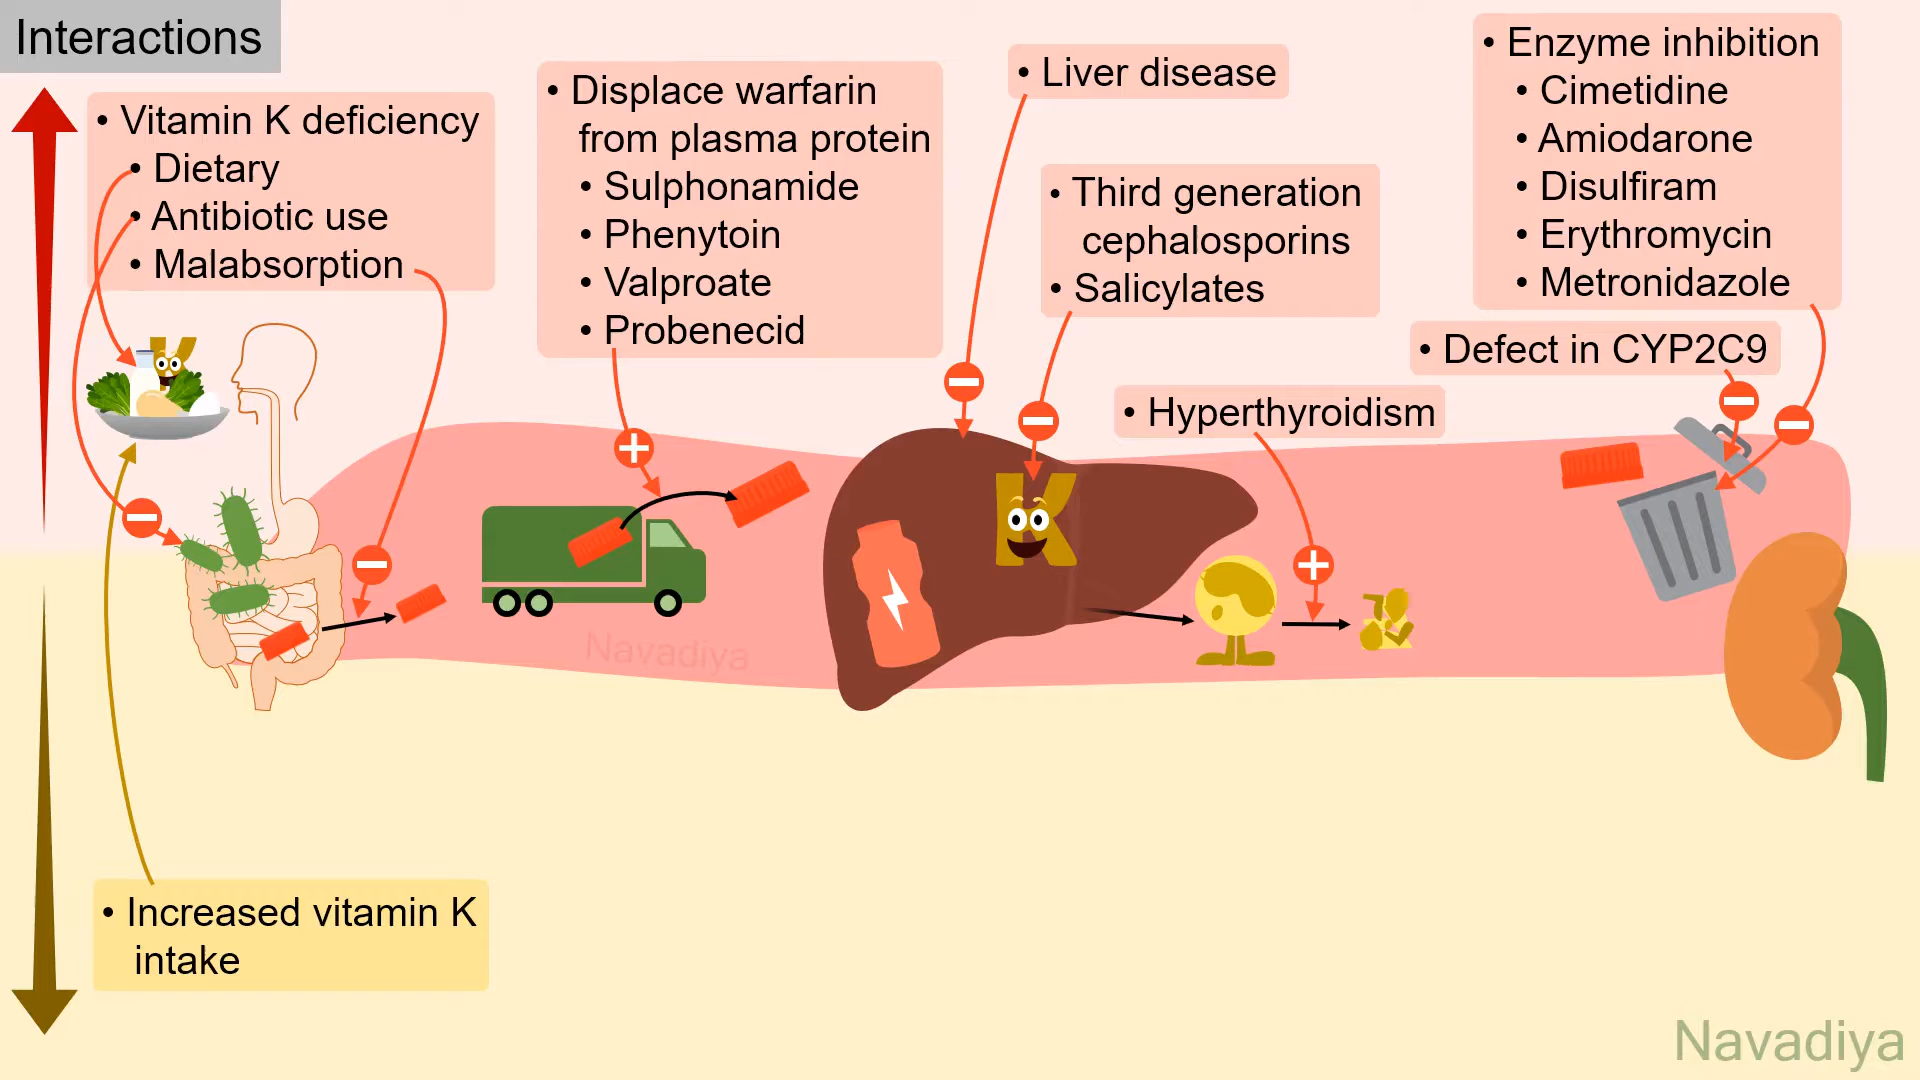 Interactions
• Vitamin K deficiency
• Dietary
• Antibiotic use
• Malabsorption
• Displace warfarin
from plasma protein
• Sulphonamide
• Phenytoin
• Valproate
• Probenecid
• Liver disease
• Third generation
cephalosporins
• Salicylates
• Hyperthyroidism
• Enzyme inhibition
• Cimetidine
• Amiodarone
• Disulfiram
• Erythromycin
• Metronidazole
• Defect in CYP2C9
K
K
Navadiya
• Increased vitamin K
intake
Navadiya